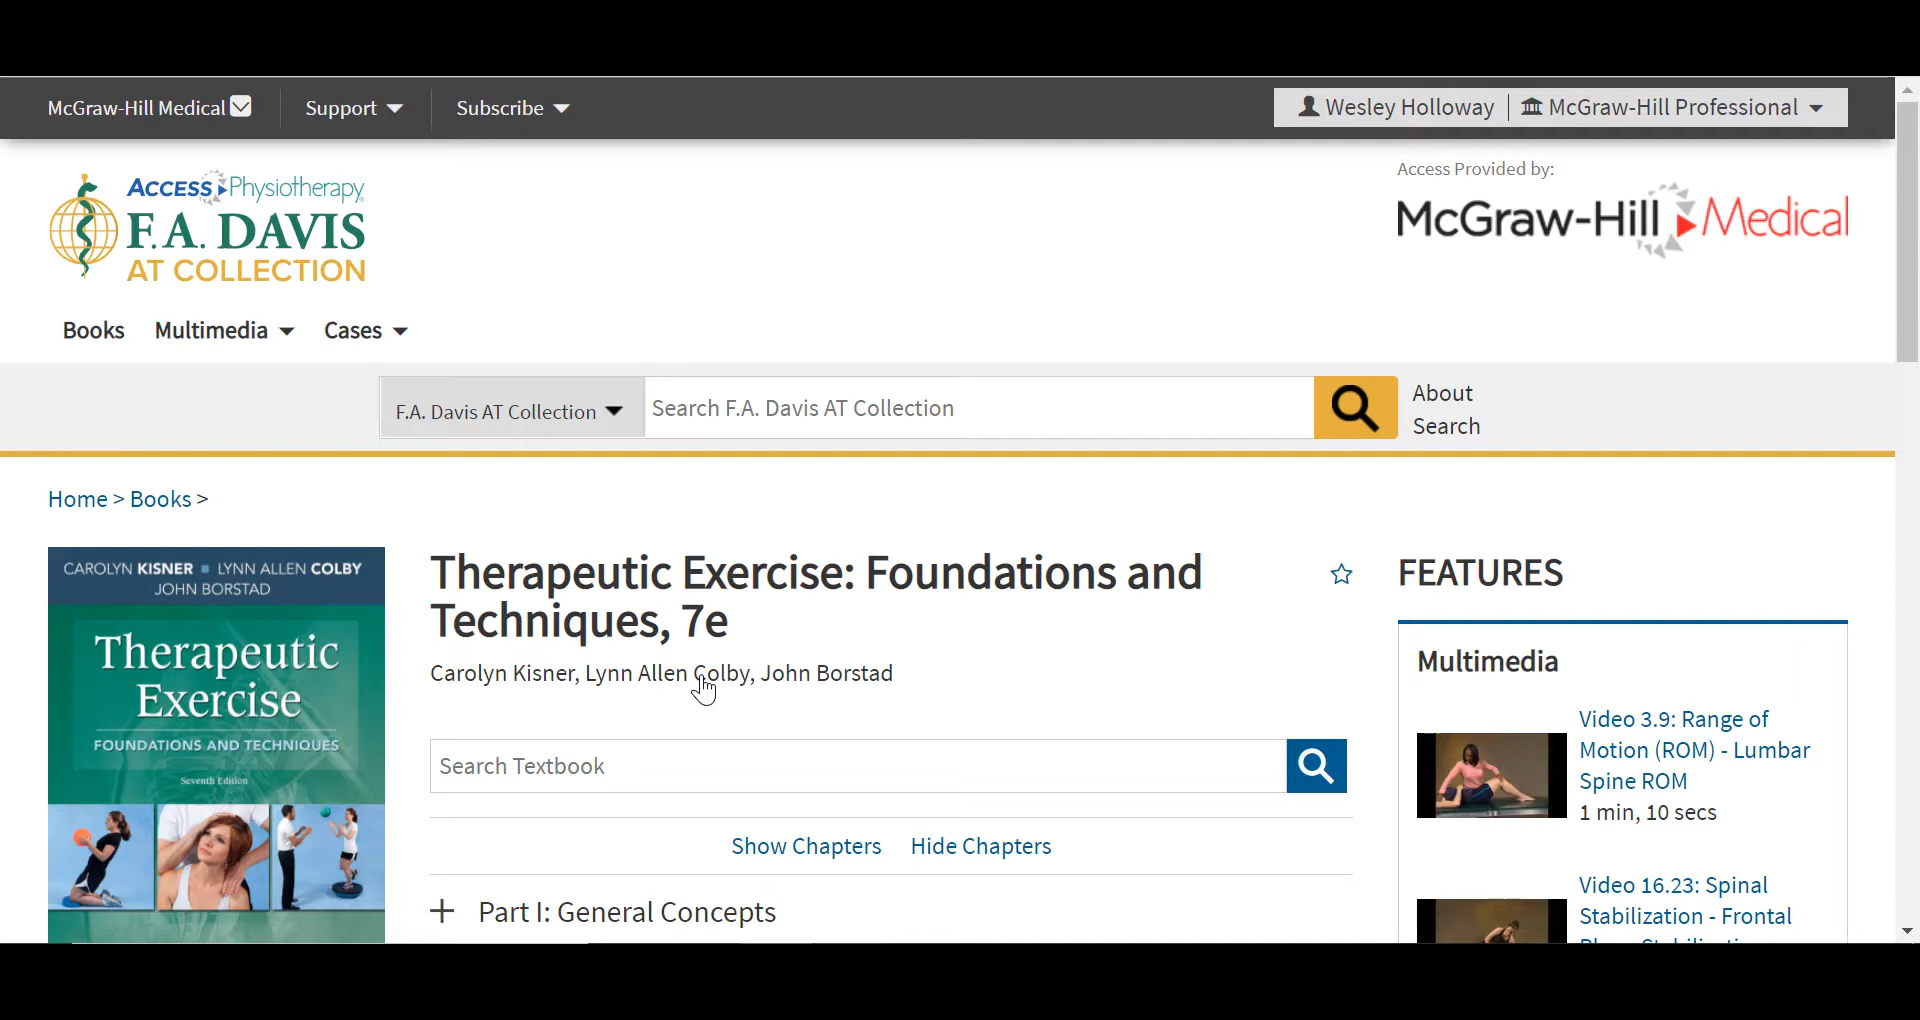 McGraw-Hill Medical
Support
Subscribe
Wesley Holloway
McGraw-Hill Professional
ACCESS Physiotherapy
F.A. DAVIS
AT COLLECTION
Access Provided by:
McGraw-Hill Medical
Books
Multimedia
Cases
F.A. Davis AT Collection
Search F.A. Davis AT Collection
About
Search
Home > Books >
CAROLYN KISNER ▪ LYNN ALLEN COLBY
JOHN BORSTAD
Therapeutic
Exercise
FOUNDATIONS AND TECHNIQUES
Seventh Edition
Therapeutic Exercise: Foundations and
Techniques, 7e
Carolyn Kisner, Lynn Allen Colby, John Borstad
Search Textbook
Show Chapters
Hide Chapters
+ Part I: General Concepts
FEATURES
Multimedia
Video 3.9: Range of
Motion (ROM) - Lumbar
Spine ROM
1 min, 10 secs
Video 16.23: Spinal
Stabilization - Frontal